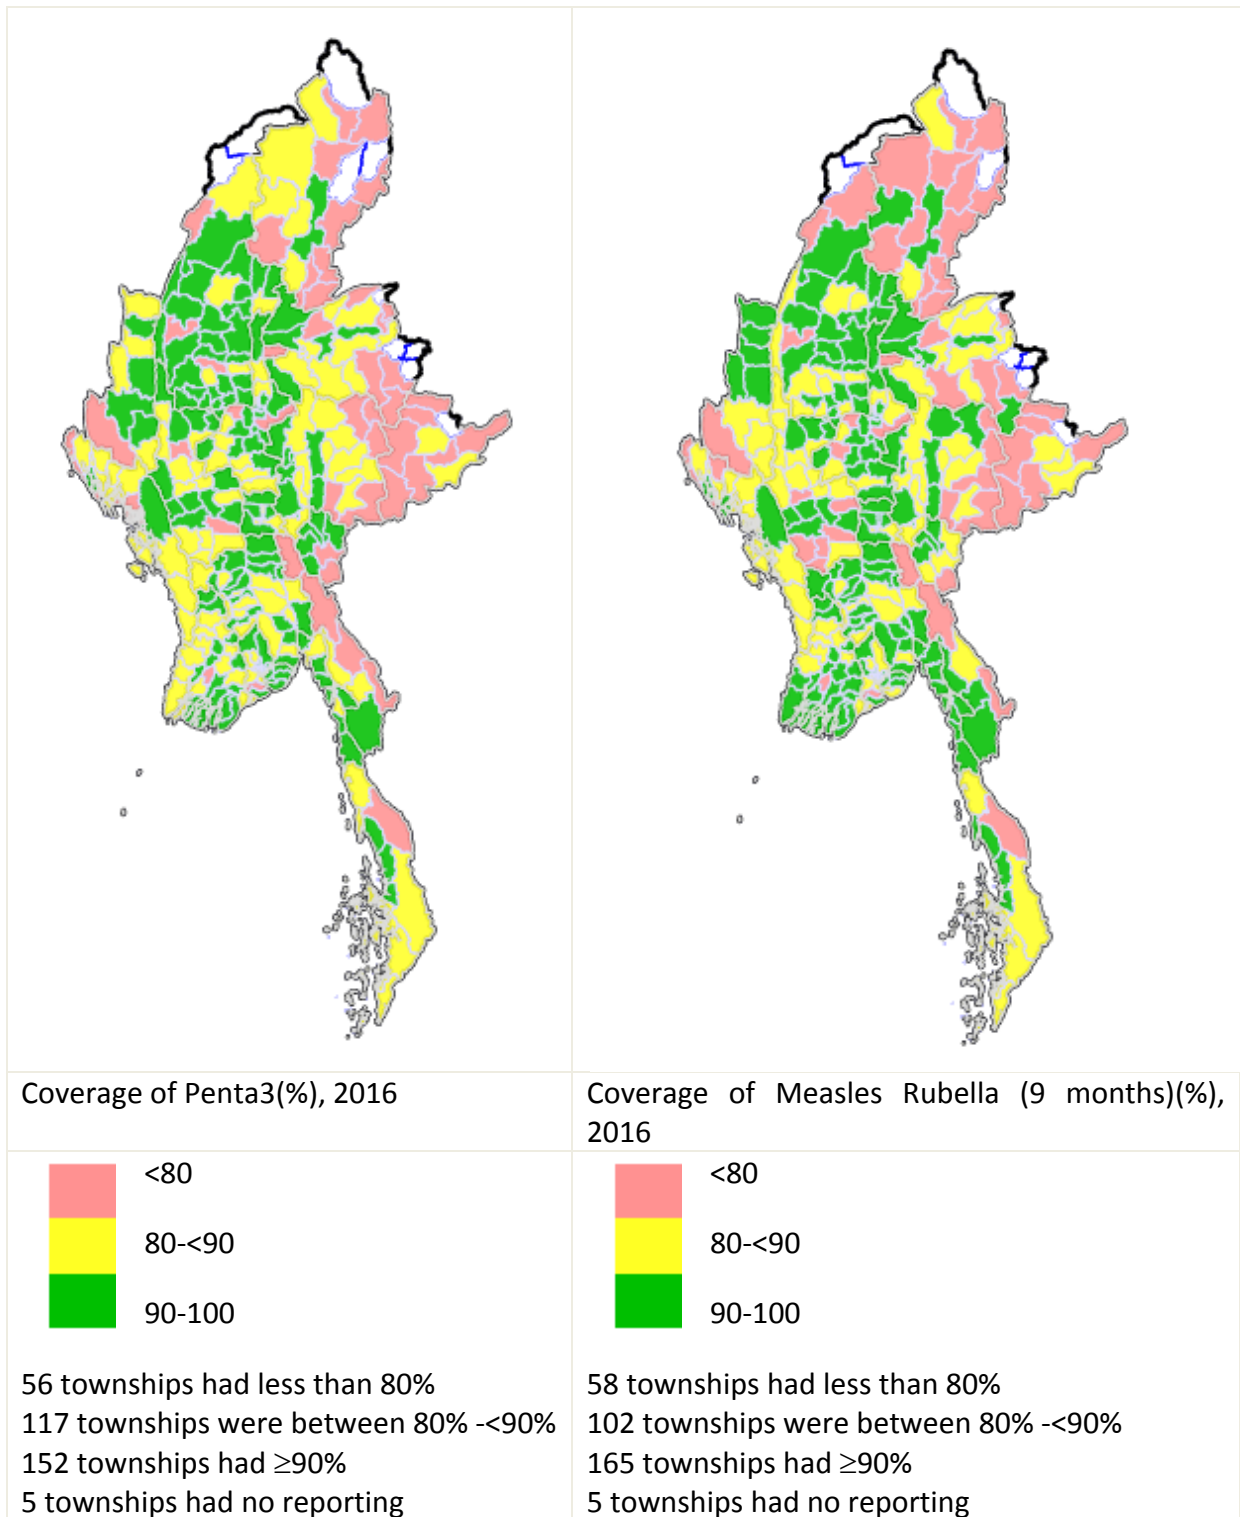 Coverage of Penta3(%), 2016
<80
80-<90
90-100
56 townships had less than 80%
117 townships were between 80% -<90%
152 townships had ≥90%
5 townships had no reporting
Coverage of Measles Rubella (9 months)(%),
2016
<80
80-<90
90-100
58 townships had less than 80%
102 townships were between 80% -<90%
165 townships had ≥90%
5 townships had no reporting